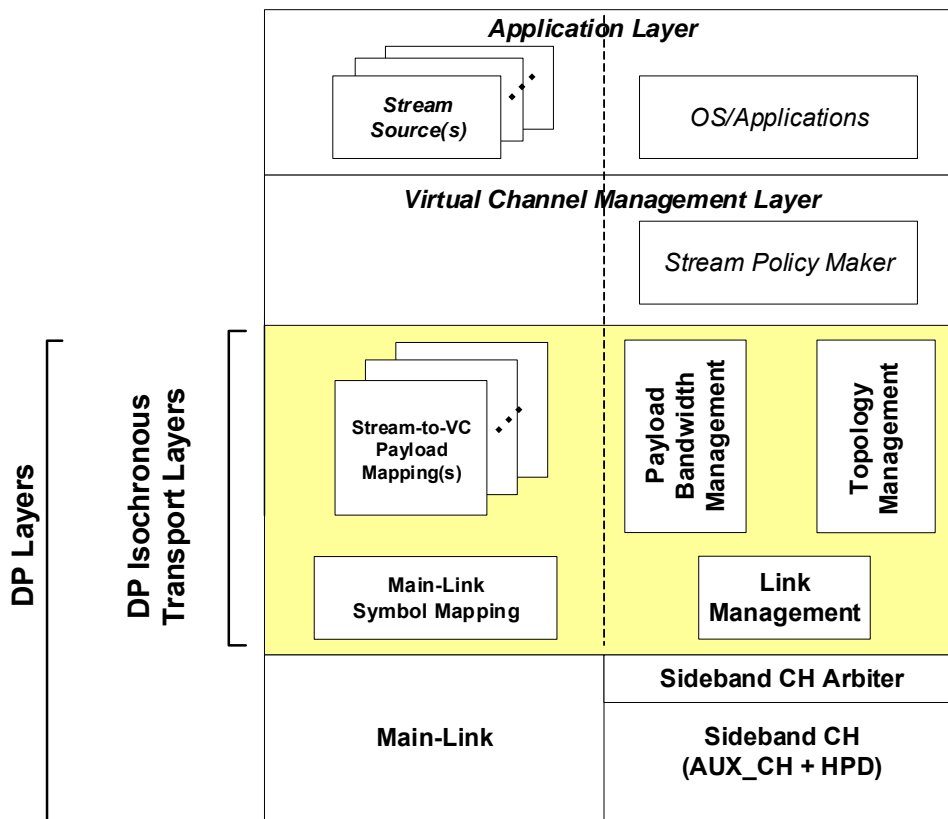 Application Layer
Stream
Source(s)
OS/Applications
Virtual Channel Management Layer
Stream Policy Maker
DP Layers
DP Isochronous
Transport Layers
Stream-to-VC
Payload
Mapping(s)
Payload
Bandwidth
Management
Topology
Management
Main-Link
Symbol Mapping
Link
Management
Sideband CH Arbiter
Main-Link
Sideband CH
(AUX_CH + HPD)